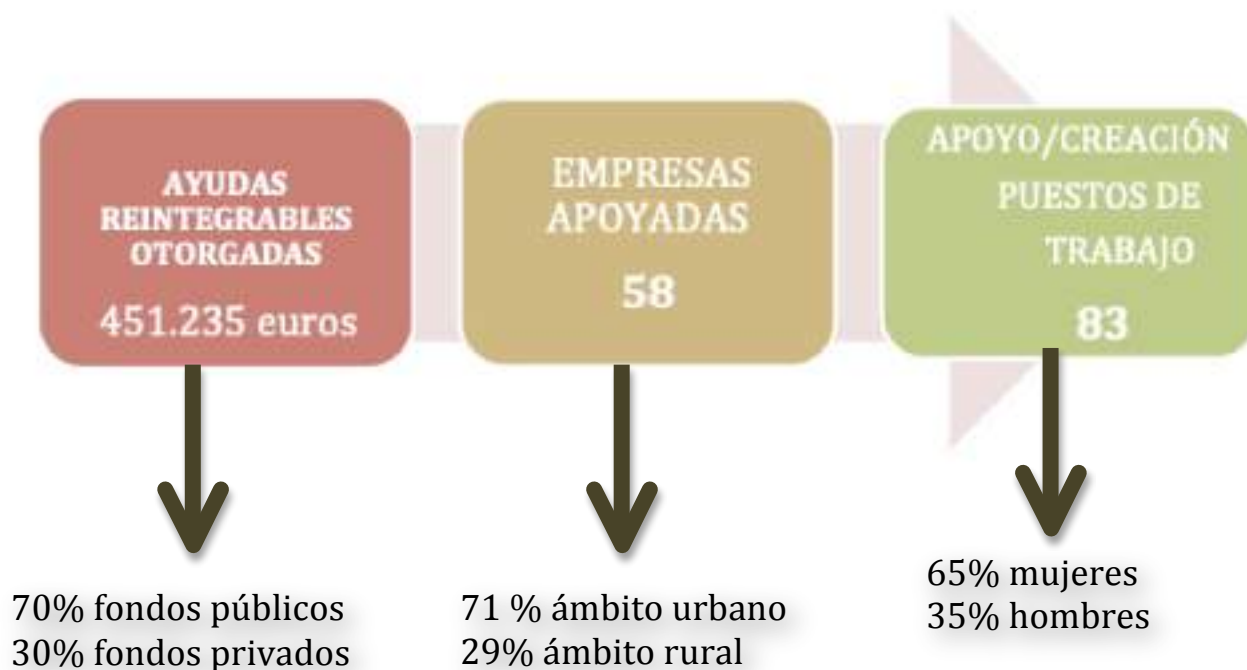 AYUDAS
REINTEGRABLES
OTORGADAS
451.235 euros
EMPRESAS
APOYADAS
58
APOYO/CREACIÓN
PUESTOS DE
TRABAJO
83
70% fondos públicos
30% fondos privados
71 % ámbito urbano
29% ámbito rural
65% mujeres
35% hombres